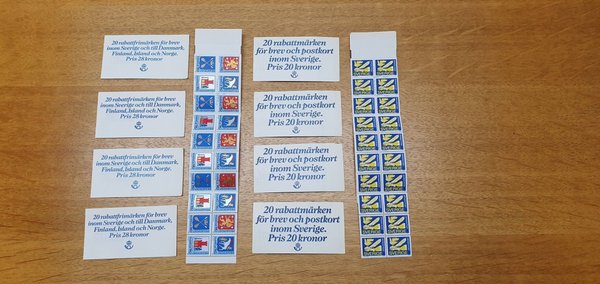 20 rabattfrimärken för brev
inom Sverige och till Danmark,
Finland, Island och Norge.
Pris 28 kronor
20 rabattfrimärken för brev
inom Sverige och till Danmark,
Finland, Island och Norge.
Pris 28 kronor
20 rabattfrimärken för brev
inom Sverige och till Danmark,
Finland, Island och Norge.
Pris 28 kronor
20 rabattfrimärken för brev
inom Sverige och till Danmark,
Finland, Island och Norge.
Pris 28 kronor
20 rabattmärken
för brev och postkort
inom Sverige.
Pris 20 kronor
20 rabattmärken
för brev och postkort
inom Sverige.
Pris 20 kronor
20 rabattmärken
för brev och postkort
inom Sverige.
Pris 20 kronor
20 rabattmärken
för brev och postkort
inom Sverige.
Pris 20 kronor